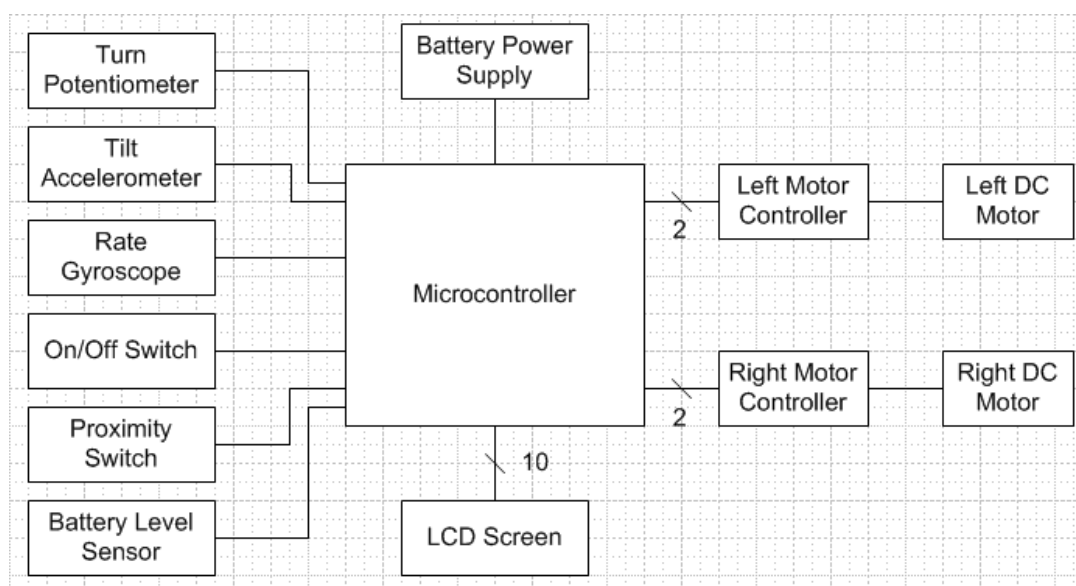 Turn
Potentiometer
Battery Power
Supply
Tilt
Accelerometer
Left Motor
Controller
Left DC
Motor
2
Rate
Gyroscope
Microcontroller
On/Off Switch
Right Motor
Controller
Right DC
Motor
2
Proximity
Switch
10
Battery Level
Sensor
LCD Screen